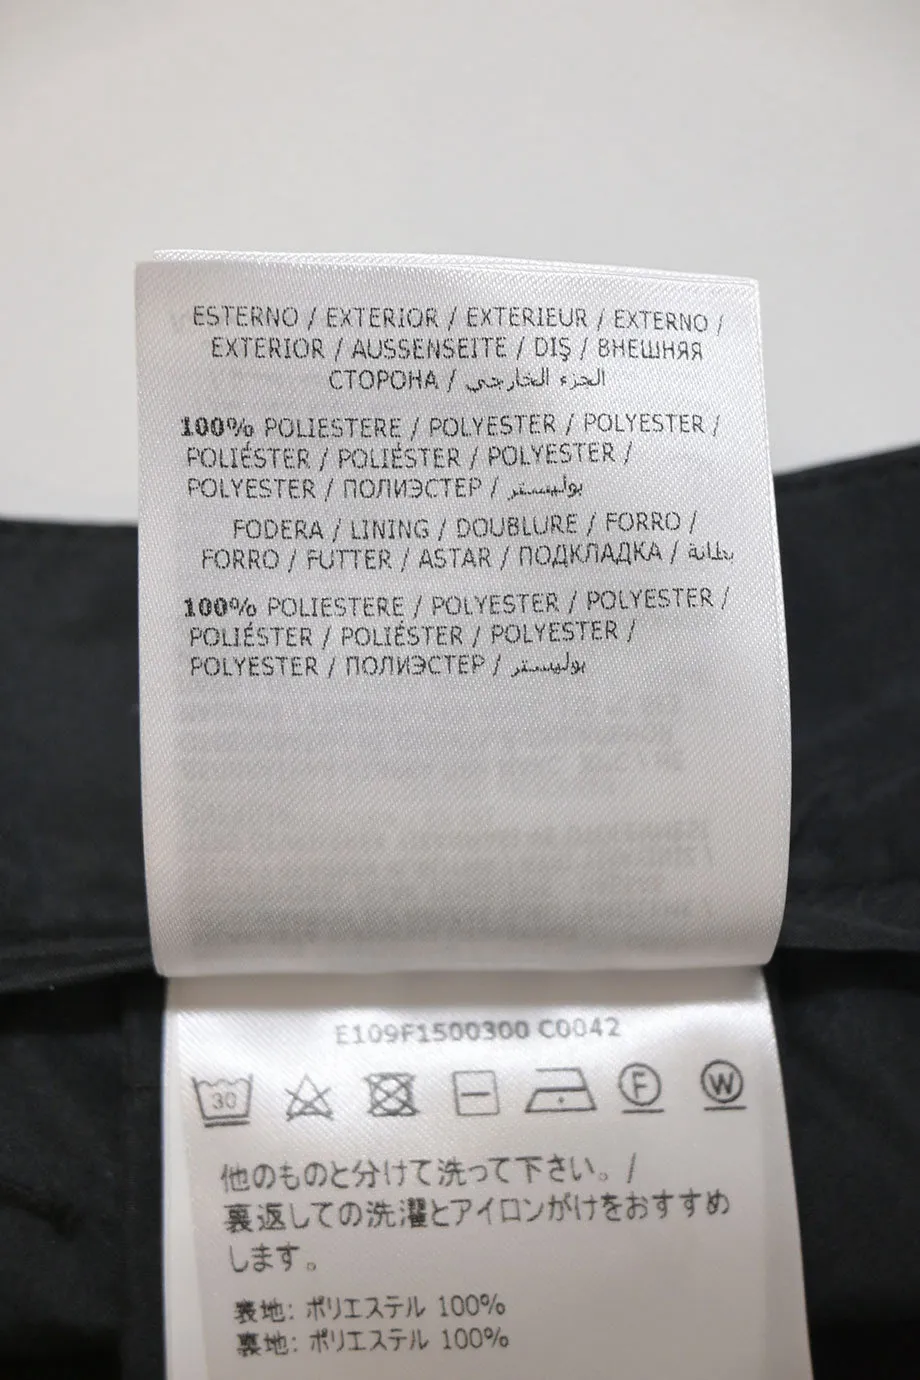 ESTERNO / EXTERIOR / EXTERIEUR / EXTERNO /
EXTERIOR / AUSSENSEITE / DIŞ / ВНЕШНЯЯ
СТОРОНА / الجزء الخارجي
100% POLIESTERE / POLYESTER / POLYESTER /
POLIÉSTER / POLIÉSTER / POLYESTER /
POLYESTER / ПОЛИЭСТЕР / بوليستر
FODERA / LINING / DOUBLURE / FORRO /
FORRO / FUTTER / ASTAR / ПОДКЛАДКА / بطانة
100% POLIESTERE / POLYESTER / POLYESTER /
POLIÉSTER / POLIÉSTER / POLYESTER /
POLYESTER / ПОЛИЭСТЕР / بوليستر
E109F1500300 C0042
30 F W
他のものと分けて洗って下さい。/
裏返しての洗濯とアイロンがけをおすすめ
します。
表地: ポリエステル 100%
裏地: ポリエステル 100%